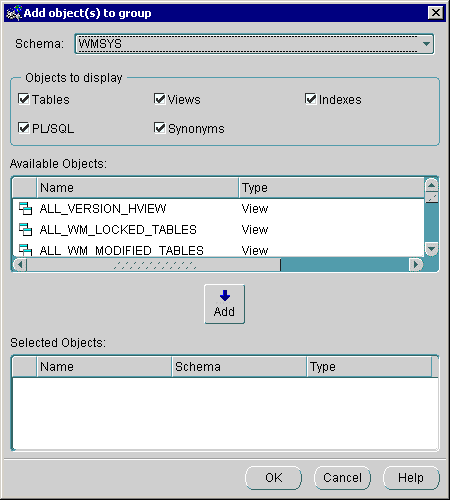 Add object(s) to group
Schema: WMSYS
Objects to display
Tables Views Indexes
PL/SQL Synonyms
Available Objects:
Name Type
ALL_VERSION_HVIEW View
ALL_WM_LOCKED_TABLES View
ALL_WM_MODIFIED_TABLES View
Add
Selected Objects:
Name Schema Type
OK Cancel Help